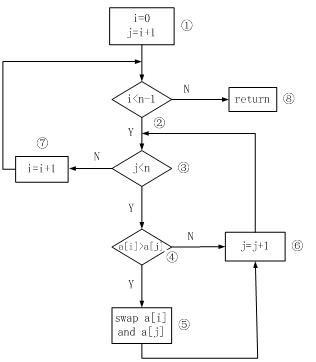 i=0
j=i+1
①
i<n-1
N
return
⑧
②
Y
⑦
N
j<n
③
i=i+1
Y
a[i]>a[j]
④
N
j=j+1
⑥
Y
swap a[i]
and a[j]
⑤